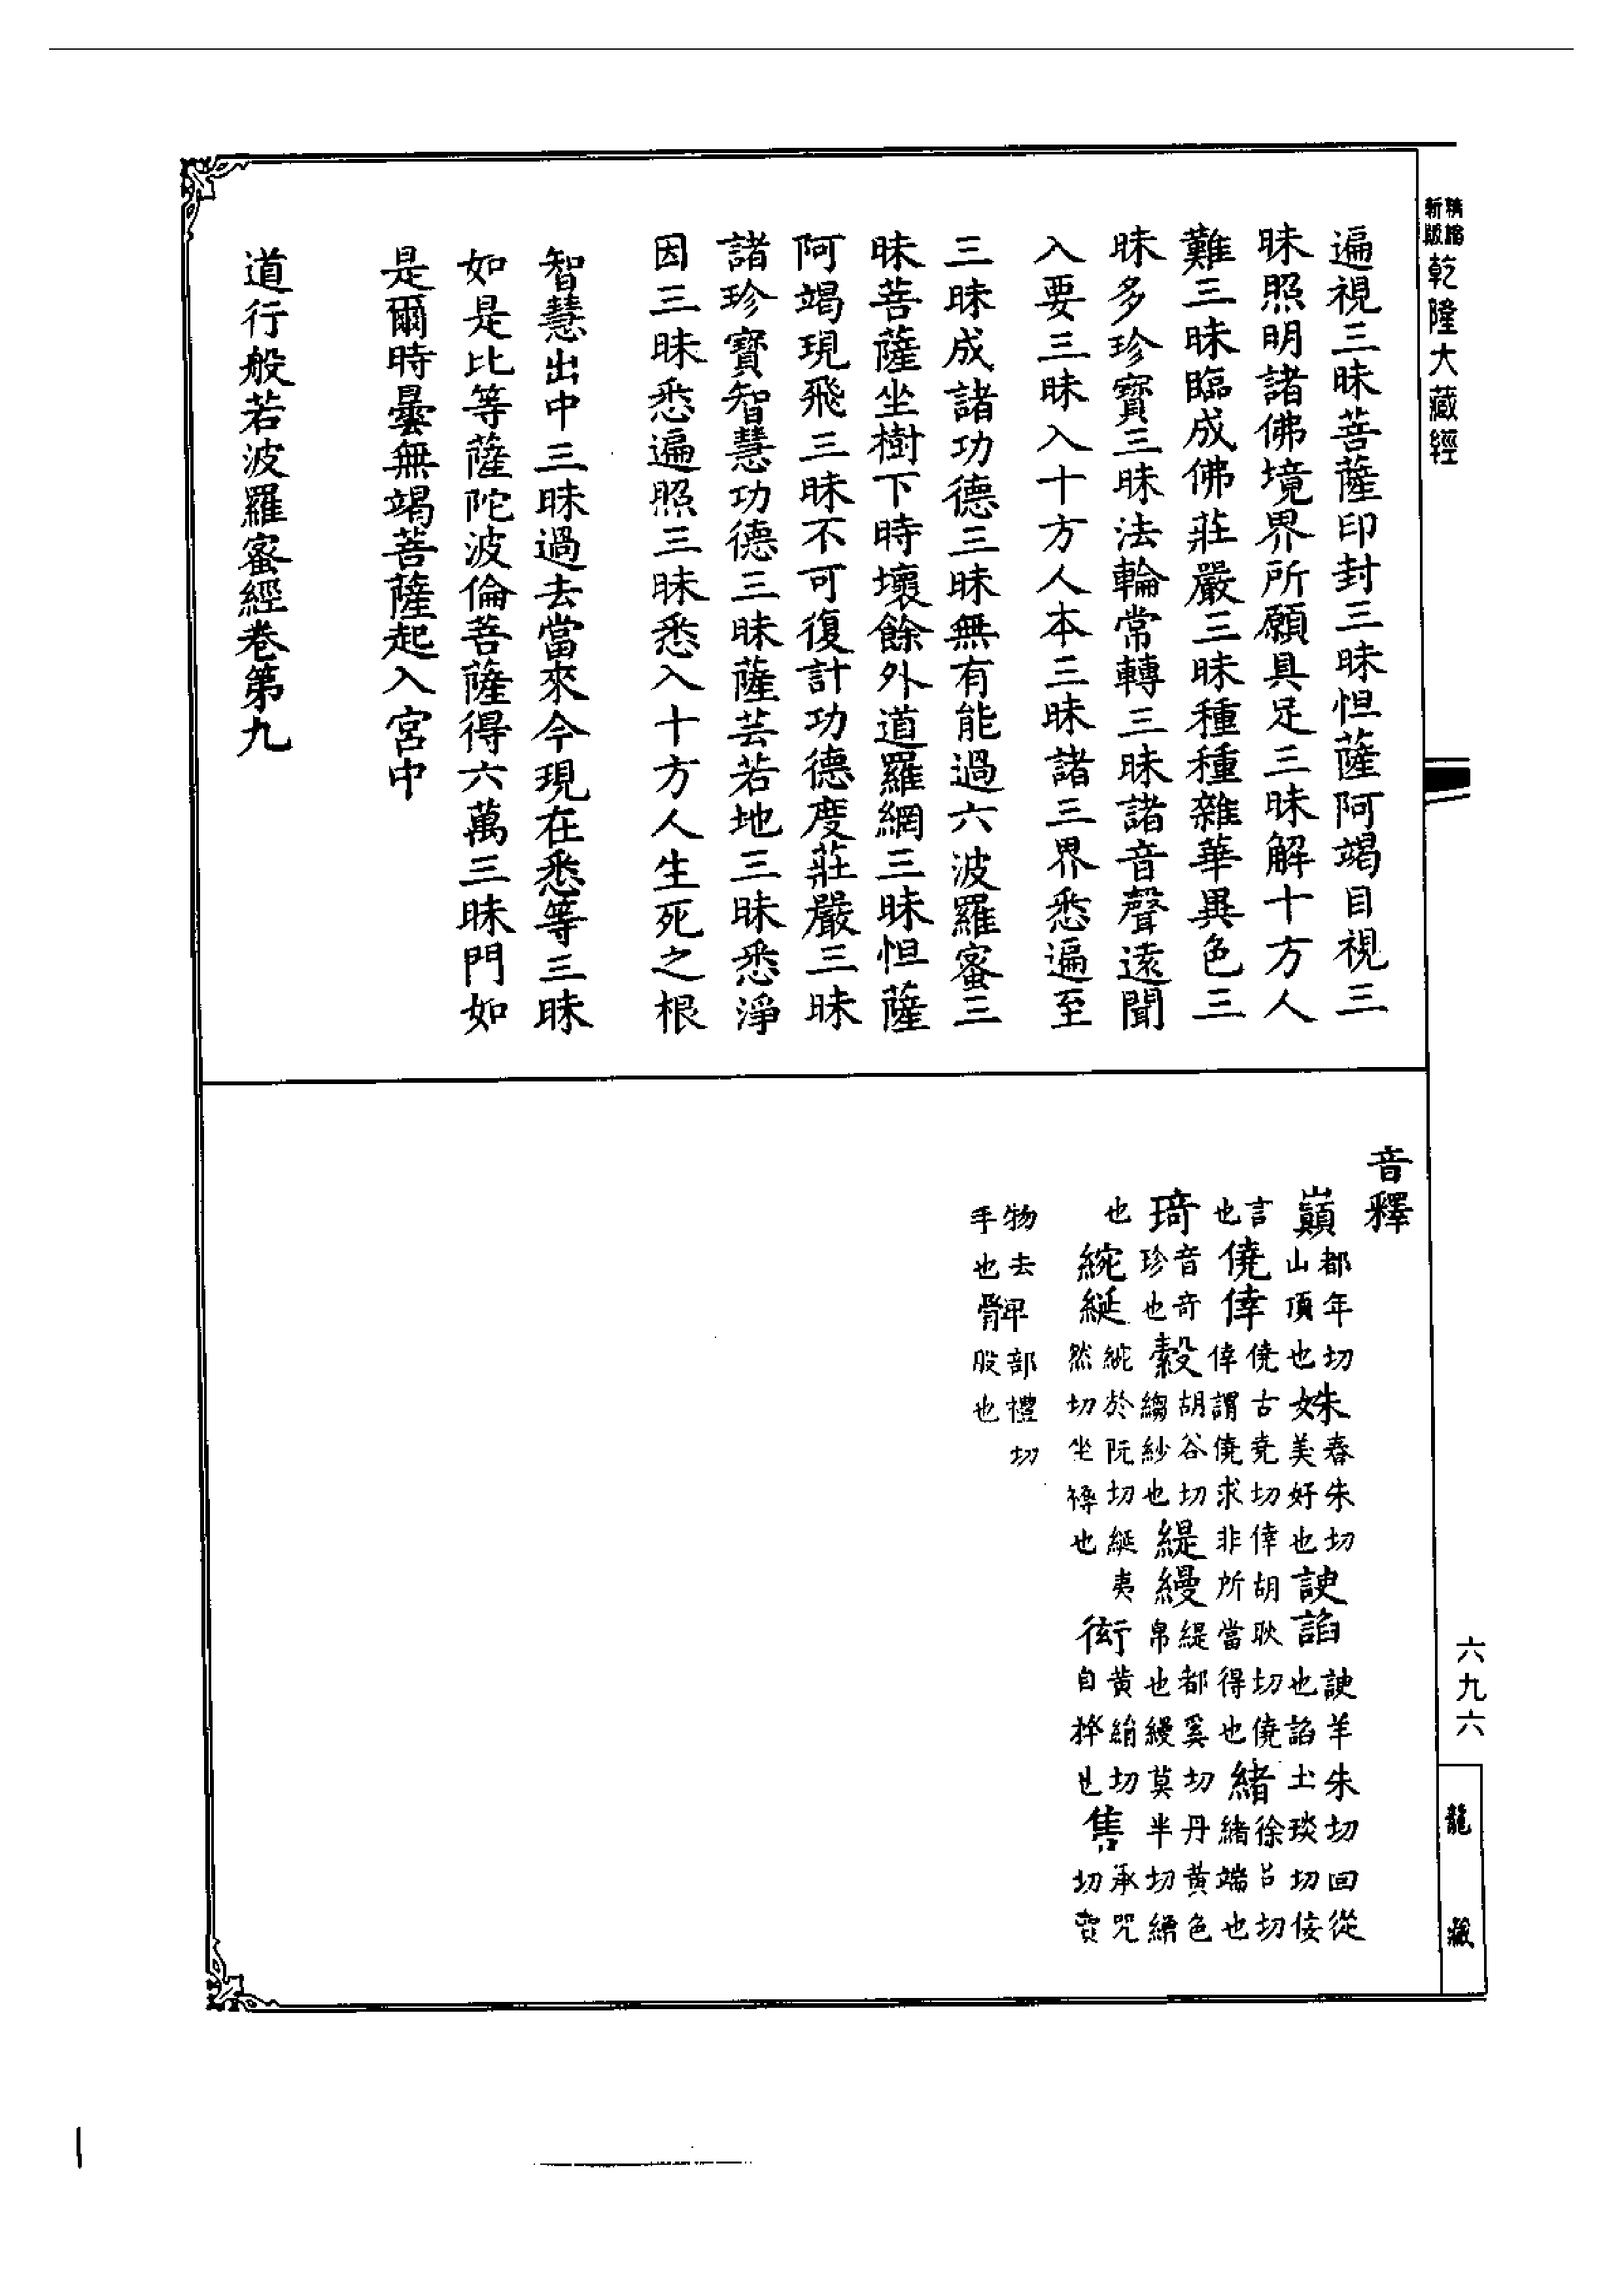 精縮新版乾隆大藏經
遍視三昧菩薩印封三昧怛薩阿竭目視三
昧照明諸佛境界所願具足三昧解十方人
難三昧臨成佛莊嚴三昧種種雜華異色三
昧多珍寶三昧法輪常轉三昧諸音聲遠聞
入要三昧入十方人本三昧諸三界悉遍至
三昧成諸功德三昧無有能過六波羅蜜三
昧菩薩坐樹下時壞餘外道羅網三昧怛薩
阿竭現飛三昧不可復計功德度莊嚴三昧
諸珍寶智慧功德三昧薩芸若地三昧悉淨
因三昧悉遍照三昧悉入十方人生死之根
智慧出中三昧過去當來今現在悉等三昧
如是比等薩陀波倫菩薩得六萬三昧門如
是爾時曇無竭菩薩起入宮中
道行般若波羅蜜經卷第九
音釋
巔都年切山頂也姝春朱切美好也諛諂諛羊朱切回從也諂土琰切佞
言也僥倖僥古堯切倖胡耿切僥倖謂僥求非所當得也緒徐呂切緒端也
琦音奇珍也縠胡谷切縐紗也緹縵緹都奚切丹黃色帛也縵莫半切繒
也綩綖綩於阮切綖夷然切坐褥也衒黃絹切自矜也售承咒切賣
物去手也髀部禮切股也
六九六
龍藏